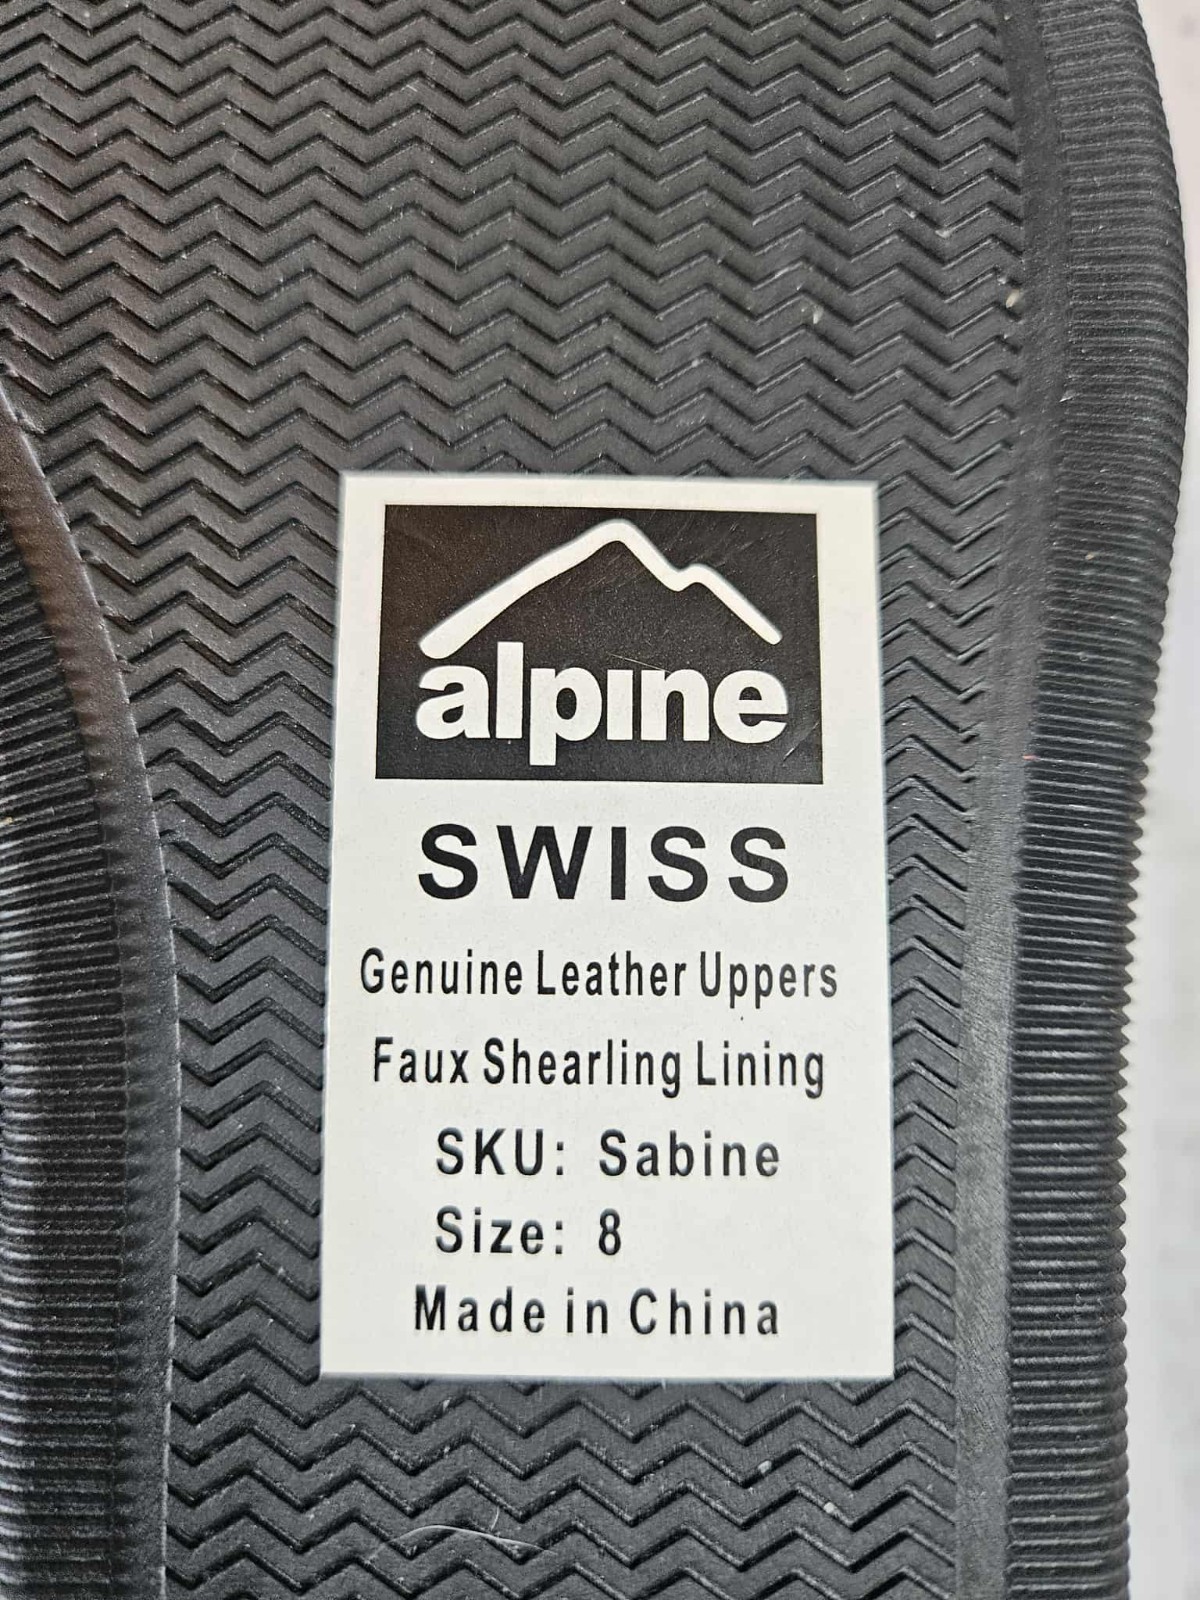 alpine
SWISS
Genuine Leather Uppers
Faux Shearling Lining
SKU: Sabine
Size: 8
Made in China